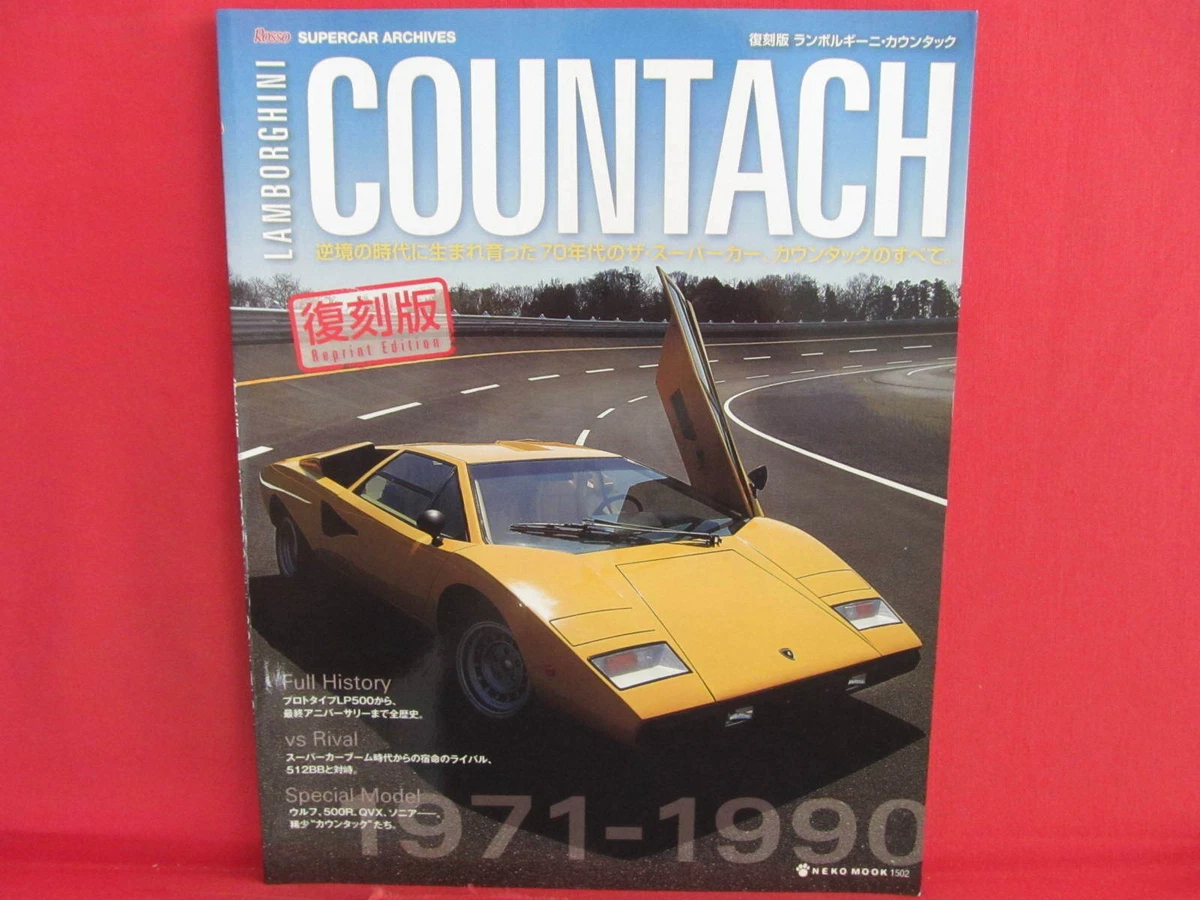 Rosso SUPERCAR ARCHIVES
復刻版 ランボルギーニ・カウンタック
LAMBORGHINI
COUNTACH
逆境の時代に生まれ育った70年代のザ・スーパーカー、カウンタックのすべて。
復刻版
Reprint Edition
Full History
プロトタイプLP500から、
最終アニバーサリーまで全歴史。
vs Rival
スーパーカーブーム時代からの宿命のライバル、
512BBと対峙。
Special Model
ウルフ、500R、QVX、ソニア——、
稀少“カウンタック”たち。
1971-1990
NEKO MOOK 1502